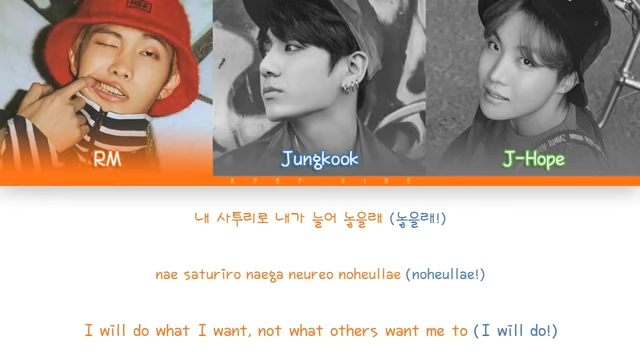 RM
Jungkook
J-Hope
KPOP VINE
내 사투리로 내가 늘어 놓을래 (놓을래!)
nae saturiro naega neureo noheullae (noheullae!)
I will do what I want, not what others want me to (I will do!)